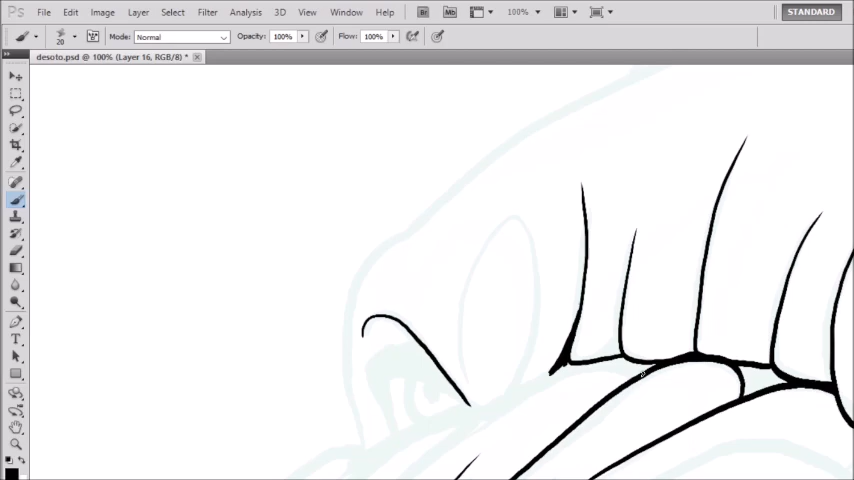 Ps File Edit Image Layer Select Filter Analysis 3D View Window Help Br Mb 100% STANDARD
20 Mode: Normal Opacity: 100% Flow: 100%
desoto.psd @ 100% (Layer 16, RGB/8) *
T